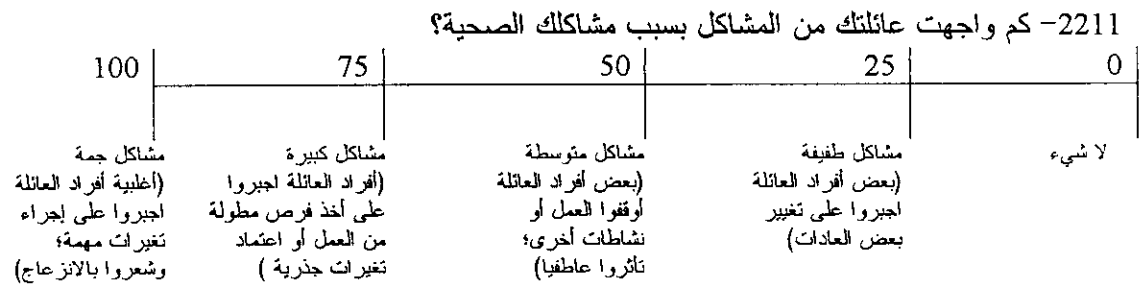 2211- كم واجهت عائلتك من المشاكل بسبب مشاكلك الصحية؟
0 25 50 75 100
لا شيء
مشاكل طفيفة
(بعض أفراد العائلة
اجبروا على تغيير
بعض العادات)
مشاكل متوسطة
(بعض أفراد العائلة
أوقفوا العمل أو
نشاطات أخرى؛
تأثروا عاطفيا)
مشاكل كبيرة
(أفراد العائلة اجبروا
على أخذ فرص مطولة
من العمل أو اعتماد
تغيرات جذرية )
مشاكل جمة
(أغلبية أفراد العائلة
اجبروا على إجراء
تغيرات مهمة؛
وشعروا بالانزعاج)